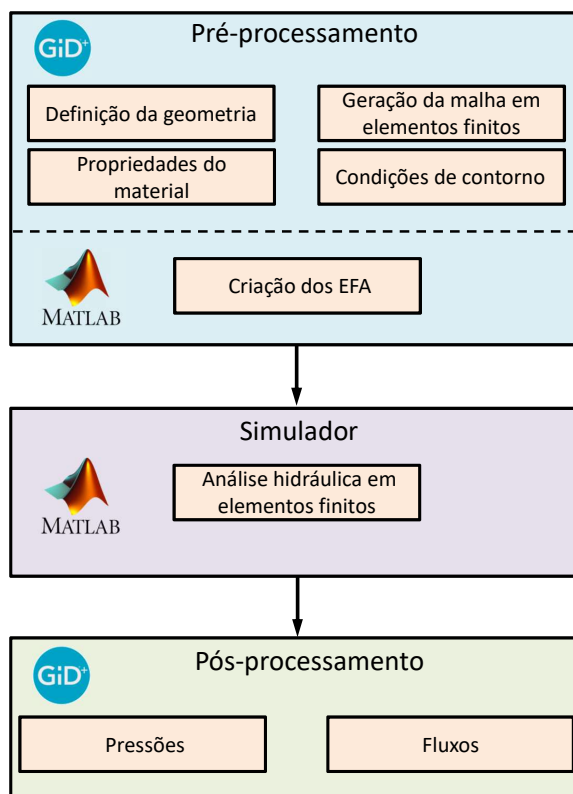 GiD+
Pré-processamento
Definição da geometria
Geração da malha em
elementos finitos
Propriedades do
material
Condições de contorno
MATLAB
Criação dos EFA
Simulador
MATLAB
Análise hidráulica em
elementos finitos
GiD+
Pós-processamento
Pressões
Fluxos